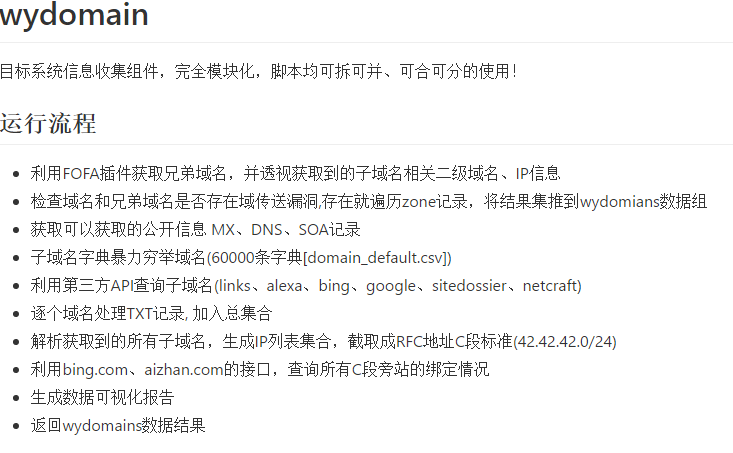 wydomain
目标系统信息收集组件，完全模块化，脚本均可拆可并、可合可分的使用！
运行流程
利用FOFA插件获取兄弟域名，并透视获取到的子域名相关二级域名、IP信息
检查域名和兄弟域名是否存在域传送漏洞,存在就遍历zone记录，将结果集推到wydomians数据组
获取可以获取的公开信息 MX、DNS、SOA记录
子域名字典暴力穷举域名(60000条字典[domain_default.csv])
利用第三方API查询子域名(links、alexa、bing、google、sitedossier、netcraft)
逐个域名处理TXT记录, 加入总集合
解析获取到的所有子域名，生成IP列表集合，截取成RFC地址C段标准(42.42.42.0/24)
利用bing.com、aizhan.com的接口，查询所有C段旁站的绑定情况
生成数据可视化报告
返回wydomains数据结果